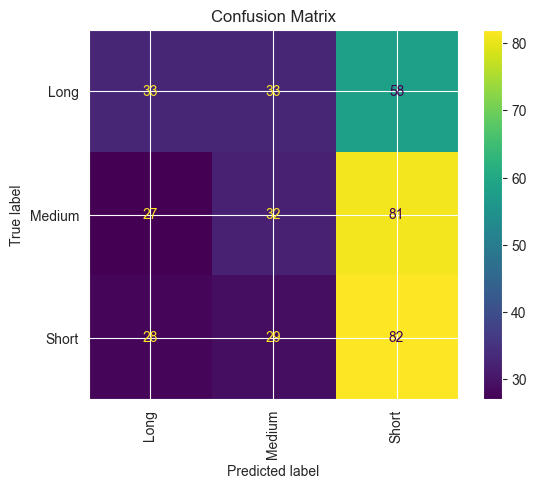 Confusion Matrix
Long 33 33 58
Medium 27 32 81
Short 28 29 82
Long Medium Short
Predicted label
True label
80
70
60
50
40
30